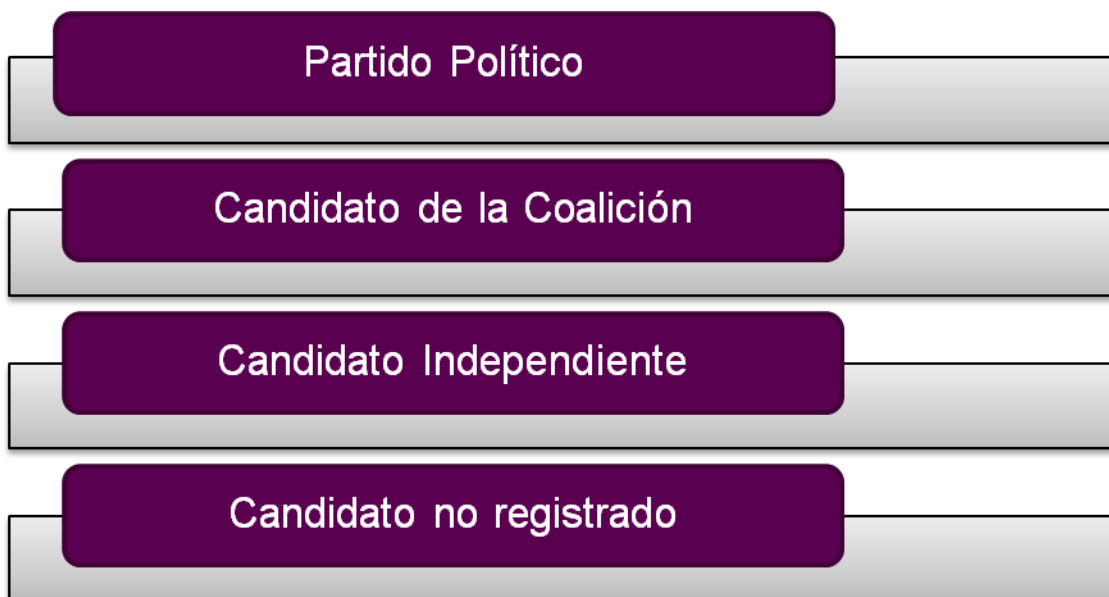 Partido Político
Candidato de la Coalición
Candidato Independiente
Candidato no registrado